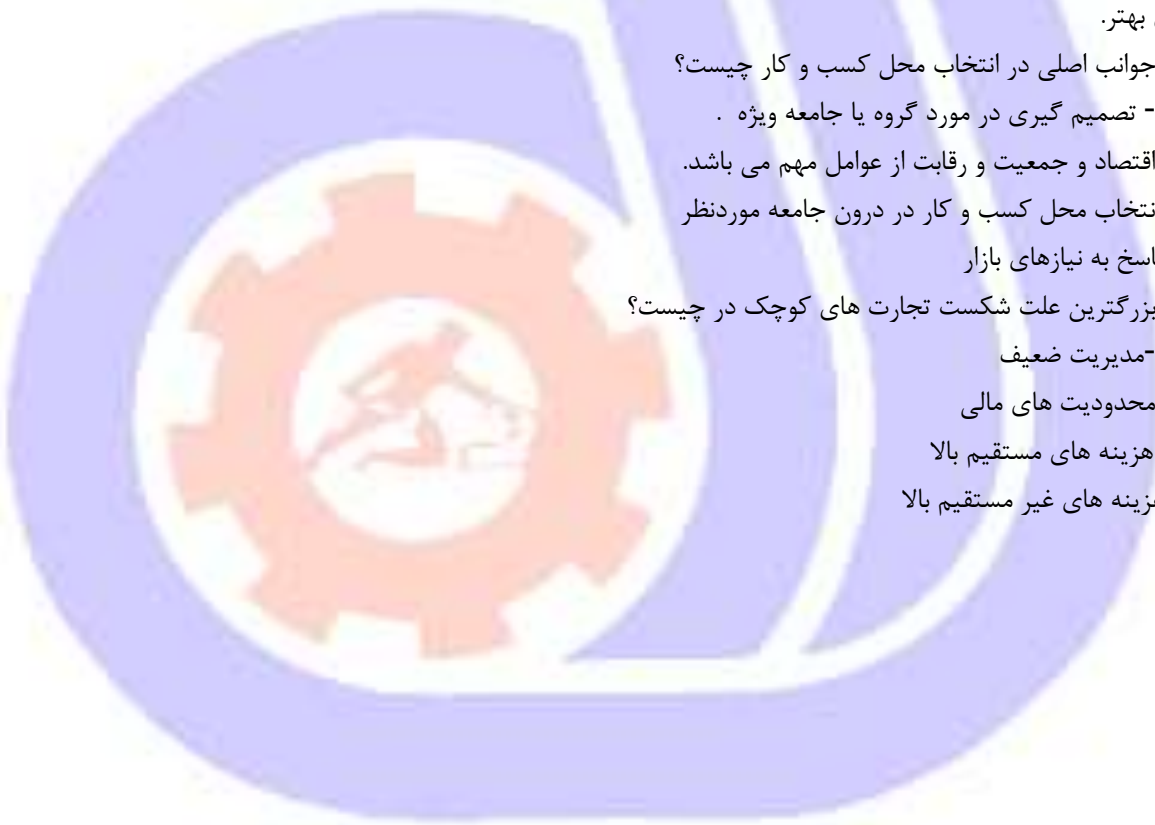 بهتر.
جوانب اصلی در انتخاب محل کسب و کار چیست؟
- تصمیم گیری در مورد گروه یا جامعه ویژه .
اقتصاد و جمعیت و رقابت از عوامل مهم می باشد.
نتخاب محل کسب و کار در درون جامعه موردنظر
اسخ به نیازهای بازار
بزرگترین علت شکست تجارت های کوچک در چیست؟
-مدیریت ضعیف
محدودیت های مالی
هزینه های مستقیم بالا
زینه های غیر مستقیم بالا